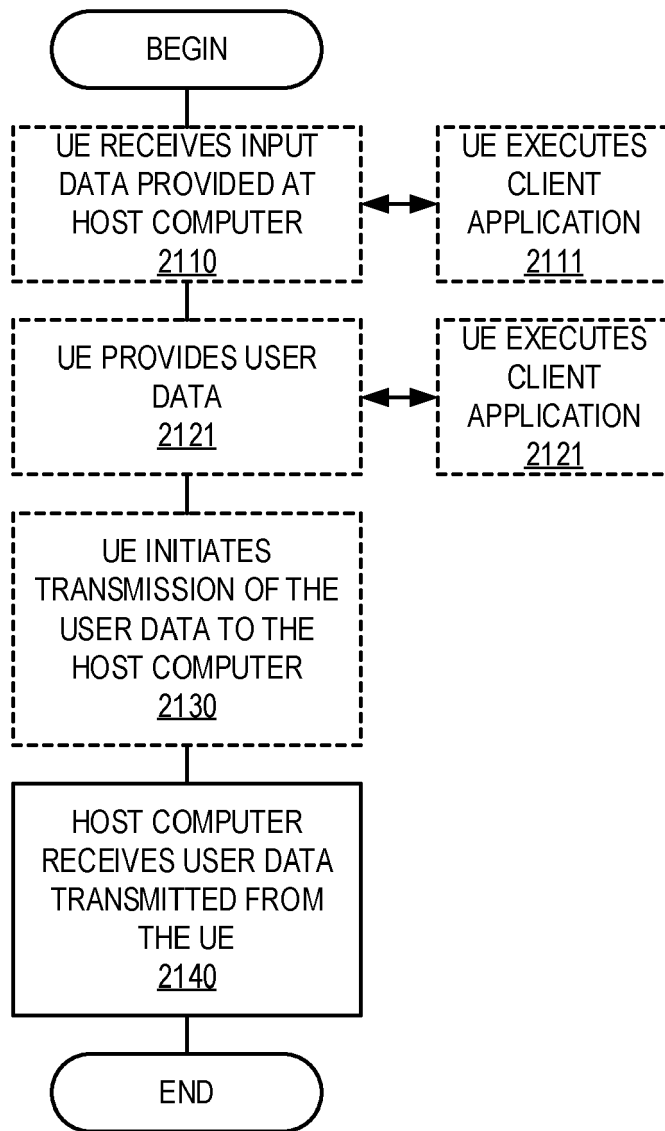 BEGIN
UE RECEIVES INPUT
DATA PROVIDED AT
HOST COMPUTER
2110
UE EXECUTES
CLIENT
APPLICATION
2111
UE PROVIDES USER
DATA
2121
UE EXECUTES
CLIENT
APPLICATION
2121
UE INITIATES
TRANSMISSION OF THE
USER DATA TO THE
HOST COMPUTER
2130
HOST COMPUTER
RECEIVES USER DATA
TRANSMITTED FROM
THE UE
2140
END